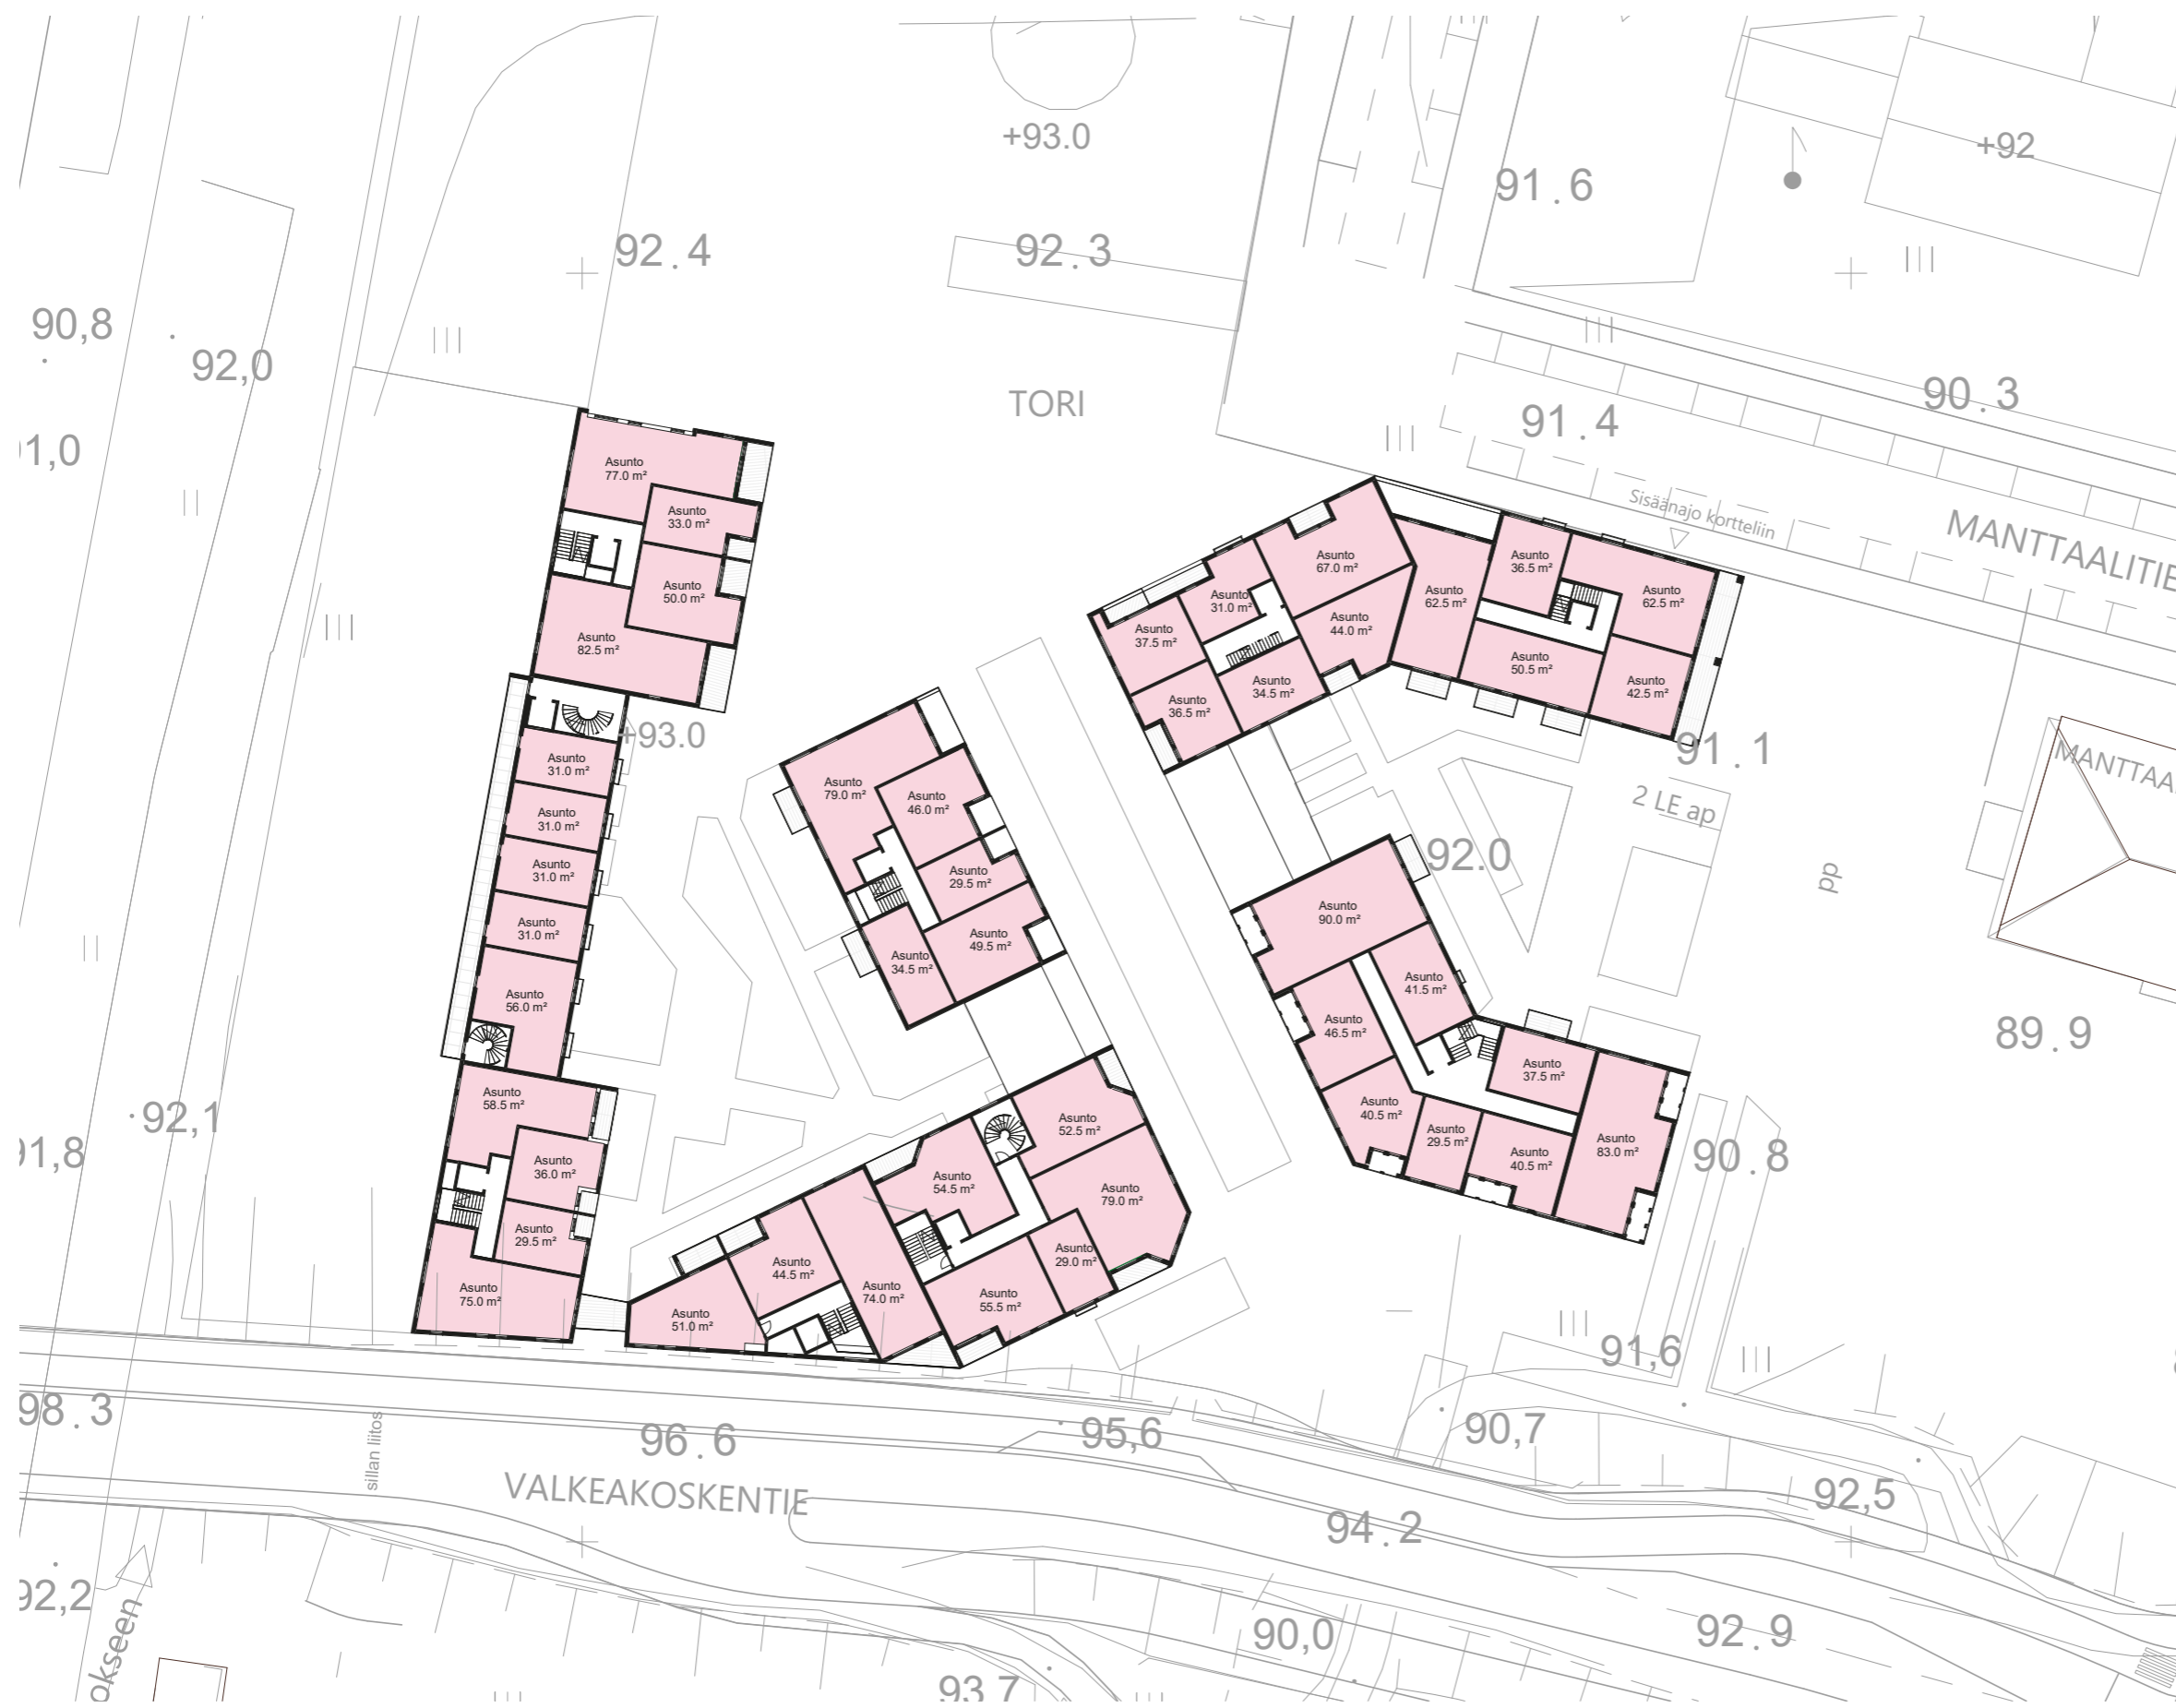 +93.0
+92
91.6
92.4
92.3
90,8
92,0
TORI
90.3
91.4
91,0
Sisäänajo kortteliin
MANTTAALITIE
Asunto
77.0 m²
Asunto
33.0 m²
Asunto
50.0 m²
Asunto
82.5 m²
Asunto
67.0 m²
Asunto
31.0 m²
Asunto
37.5 m²
Asunto
44.0 m²
Asunto
36.5 m²
Asunto
34.5 m²
Asunto
62.5 m²
Asunto
36.5 m²
Asunto
62.5 m²
Asunto
50.5 m²
Asunto
42.5 m²
+93.0
91.1
MANTTAA
2 LE ap
pp
92.0
Asunto
31.0 m²
Asunto
31.0 m²
Asunto
31.0 m²
Asunto
31.0 m²
Asunto
56.0 m²
Asunto
79.0 m²
Asunto
46.0 m²
Asunto
29.5 m²
Asunto
49.5 m²
Asunto
34.5 m²
Asunto
90.0 m²
Asunto
41.5 m²
Asunto
46.5 m²
Asunto
40.5 m²
Asunto
37.5 m²
Asunto
29.5 m²
Asunto
40.5 m²
Asunto
83.0 m²
89.9
92,1
91,8
90.8
Asunto
58.5 m²
Asunto
36.0 m²
Asunto
29.5 m²
Asunto
75.0 m²
Asunto
52.5 m²
Asunto
54.5 m²
Asunto
79.0 m²
Asunto
44.5 m²
Asunto
74.0 m²
Asunto
29.0 m²
Asunto
55.5 m²
Asunto
51.0 m²
91,6
98.3
sillan liitos
96.6
95,6
90,7
VALKEAKOSKENTIE
92,5
94.2
92,2
okseen
90,0
92.9
93.7